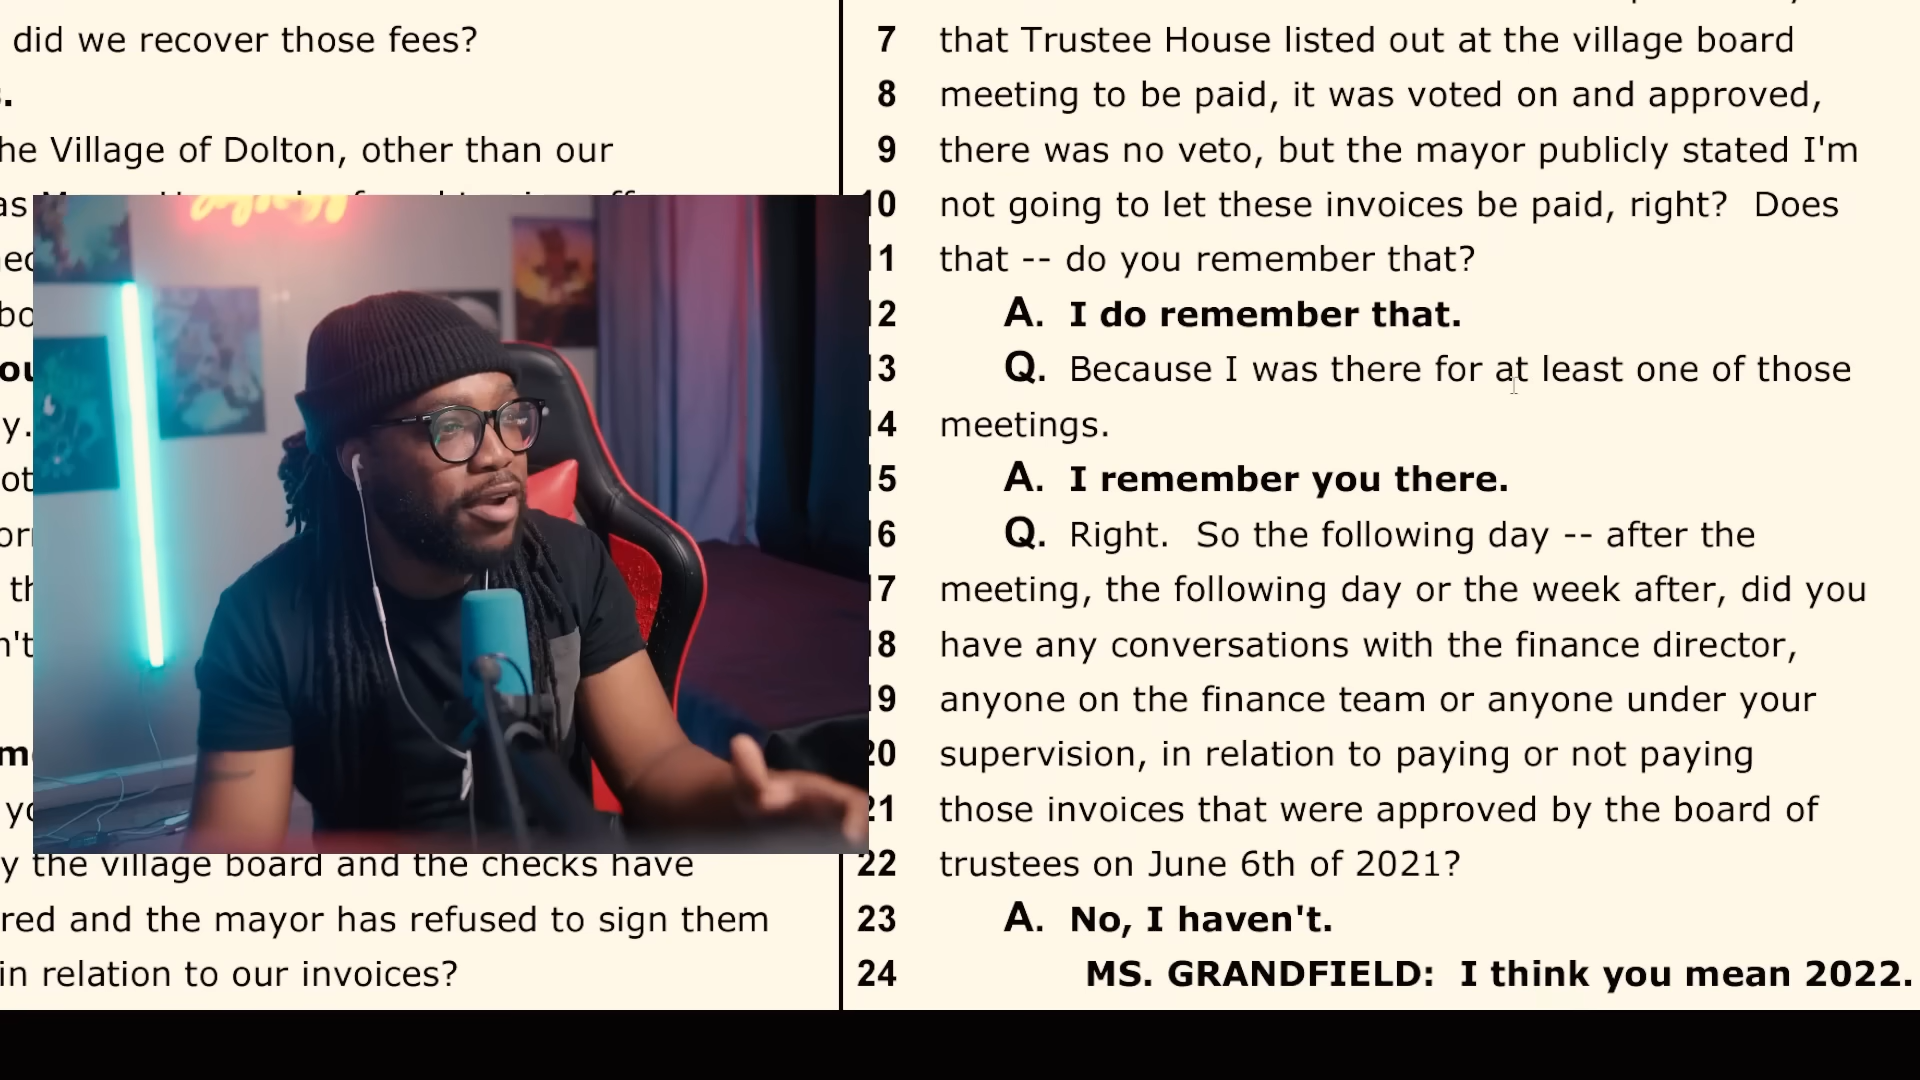 did we recover those fees?
he Village of Dolton, other than our
as
y.
y the village board and the checks have
red and the mayor has refused to sign them
in relation to our invoices?
7 that Trustee House listed out at the village board
8 meeting to be paid, it was voted on and approved,
9 there was no veto, but the mayor publicly stated I'm
10 not going to let these invoices be paid, right? Does
11 that -- do you remember that?
12 A. I do remember that.
13 Q. Because I was there for at least one of those
14 meetings.
15 A. I remember you there.
16 Q. Right. So the following day -- after the
17 meeting, the following day or the week after, did you
18 have any conversations with the finance director,
19 anyone on the finance team or anyone under your
20 supervision, in relation to paying or not paying
21 those invoices that were approved by the board of
22 trustees on June 6th of 2021?
23 A. No, I haven't.
24 MS. GRANDFIELD: I think you mean 2022.